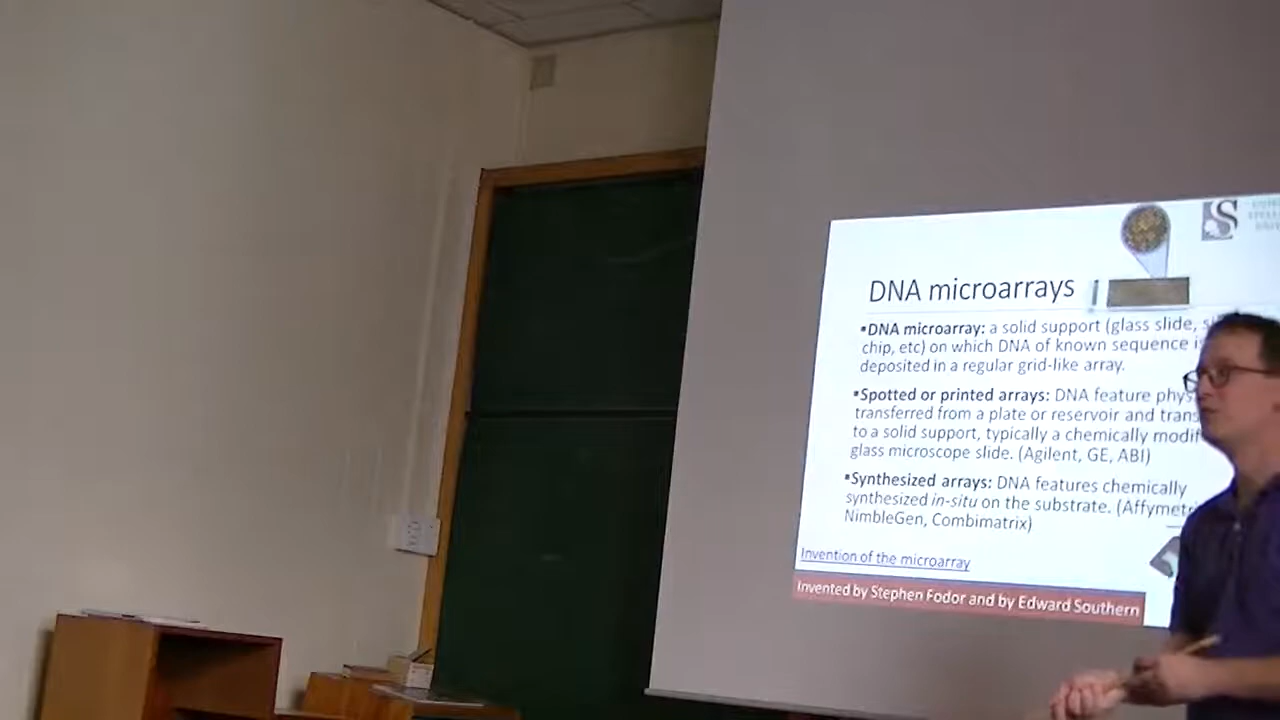 S
DNA microarrays
▪DNA microarray: a solid support (glass slide,
chip, etc) on which DNA of known sequence
deposited in a regular grid-like array.
▪Spotted or printed arrays: DNA feature
transferred from a plate or reservoir and
to a solid support, typically a chemically
glass microscope slide. (Agilent, GE, ABI)
▪Synthesized arrays: DNA features chemically
synthesized in-situ on the substrate.
NimbleGen, Combimatrix)
Invention of the microarray
Invented by Stephen Fodor and by Edward Southern